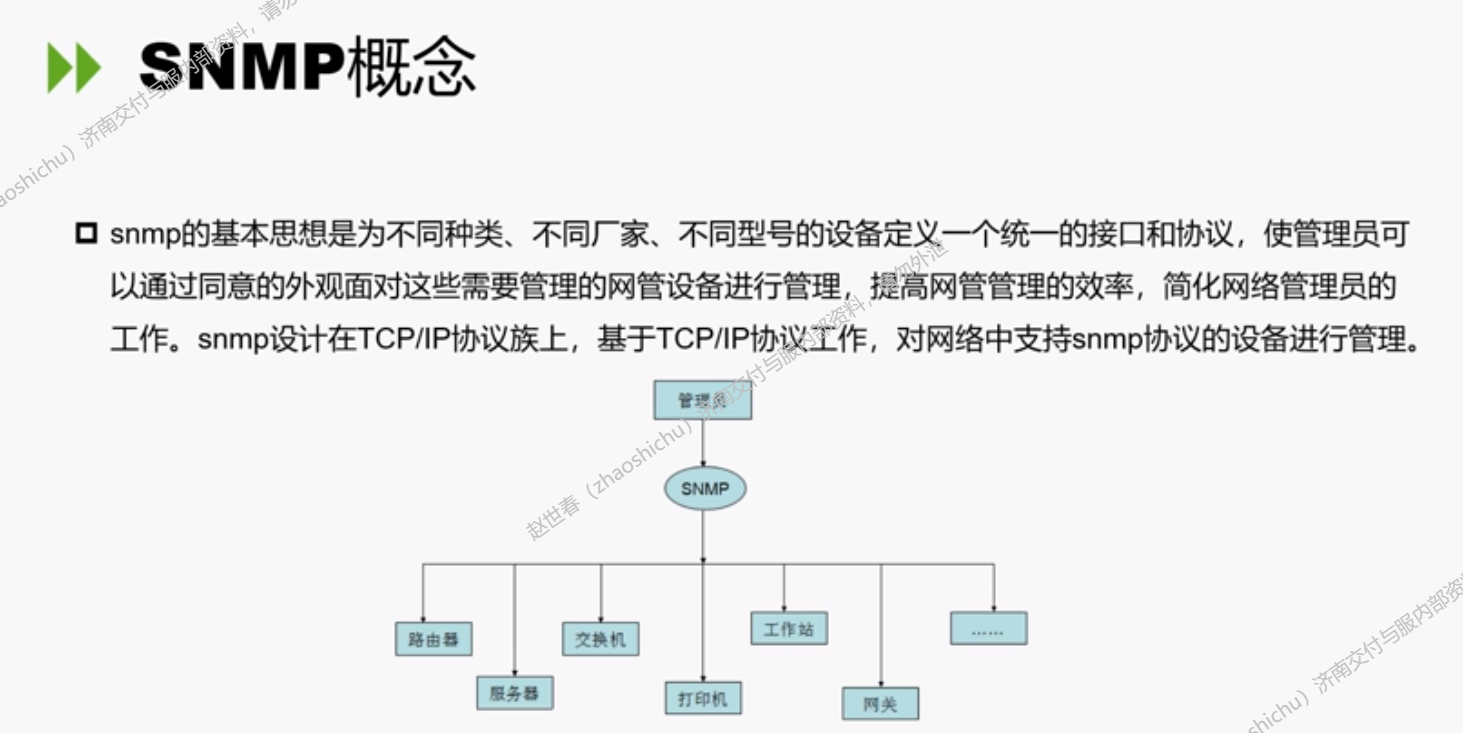 SNMP概念
snmp的基本思想是为不同种类、不同厂家、不同型号的设备定义一个统一的接口和协议，使管理员可
以通过同意的外观面对这些需要管理的网管设备进行管理，提高网管管理的效率，简化网络管理员的
工作。snmp设计在TCP/IP协议族上，基于TCP/IP协议工作，对网络中支持snmp协议的设备进行管理。
管理员
SNMP
路由器
服务器
交换机
打印机
工作站
网关
……
aoshichu）济南交付与服内部资料，请勿
赵世春（zhaoshichu）济南交付与服内部资料，请勿外泄
shichu）济南交付与服内部资料